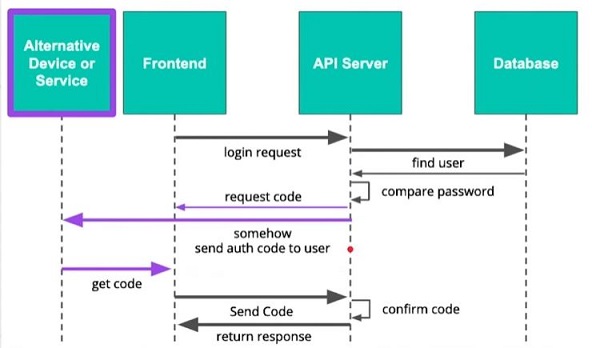 Alternative
Device or
Service
Frontend
API Server
Database
login request
find user
compare password
request code
somehow
send auth code to user
get code
Send Code
confirm code
return response